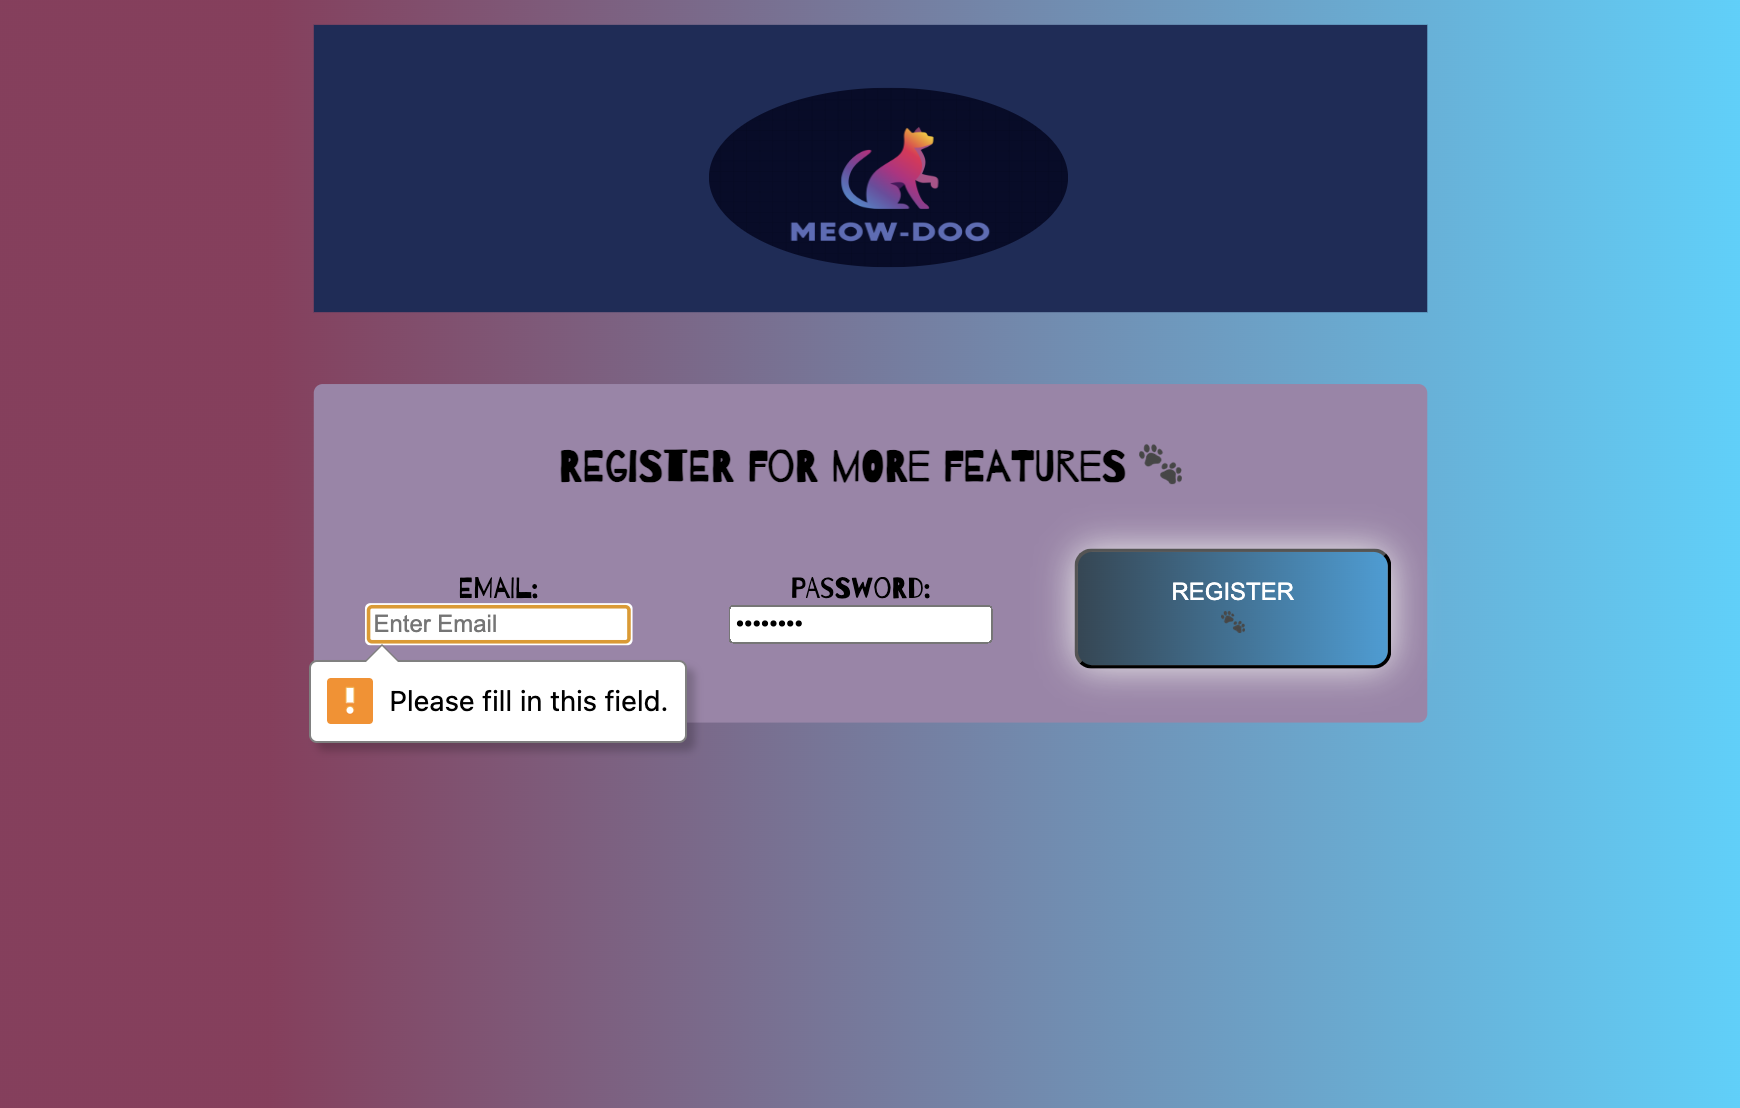 MEOW-DOO
REGISTER FOR MORE FEATURES 🐾
EMAIL:
Enter Email
Please fill in this field.
PASSWORD:
••••••••
REGISTER
🐾